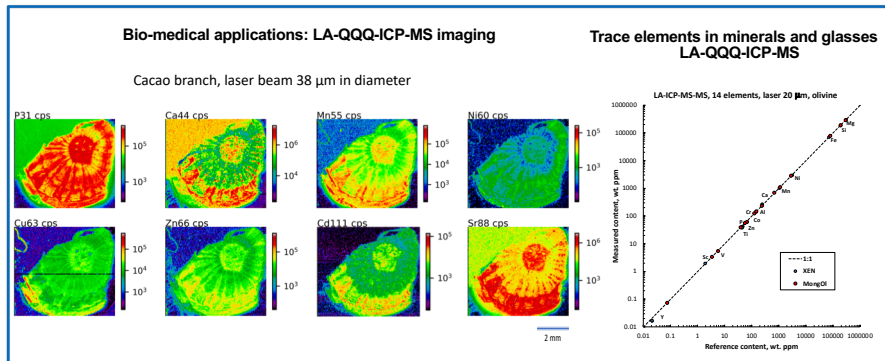 Bio-medical applications: LA-QQQ-ICP-MS imaging
Cacao branch, laser beam 38 µm in diameter
P31 cps
10⁵
10³
Ca44 cps
10⁶
10⁴
Mn55 cps
10⁵
10³
Ni60 cps
10⁵
10³
Cu63 cps
10⁵
10⁴
10³
Zn66 cps
10⁵
10³
Cd111 cps
10⁵
10³
Sr88 cps
10⁶
10³
2 mm
Trace elements in minerals and glasses
LA-QQQ-ICP-MS
LA-ICP-MS-MS, 14 elements, laser 20 µm, olivine
Measured content, wt. ppm
1000000
100000
10000
1000
100
10
1
0.1
0.01
Mg
Si
Fe
Ni
Ca
Mn
Cr
Al
P
Co
Zn
Ti
Sc
V
Y
1:1
XEN
MongOl
0.01 0.1 1 10 100 1000 10000 100000 1000000
Reference content, wt. ppm